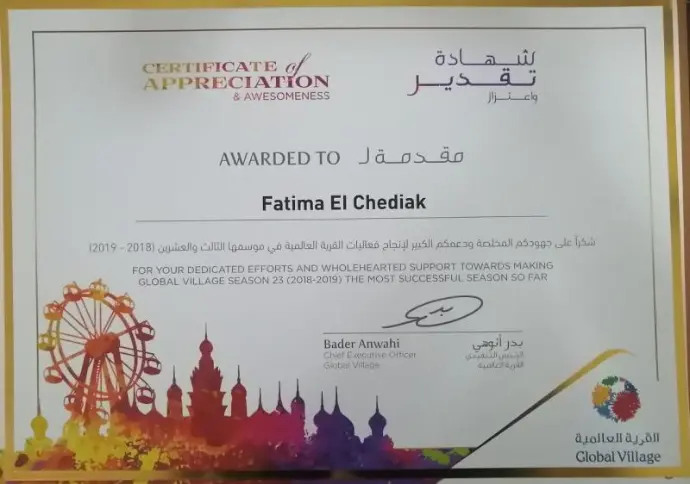 CERTIFICATE of
APPRECIATION
& AWESOMENESS
شهادة
تقدير
واعتزاز
AWARDED TO مقدمة لـ
Fatima El Chediak
شكراً على جهودكم المخلصة ودعمكم الكبير لإنجاح فعاليات القرية العالمية في موسمها الثالث والعشرين (2018 - 2019)
FOR YOUR DEDICATED EFFORTS AND WHOLEHEARTED SUPPORT TOWARDS MAKING
GLOBAL VILLAGE SEASON 23 (2018-2019) THE MOST SUCCESSFUL SEASON SO FAR
Bader Anwahi
Chief Executive Officer
Global Village
بدر أنوهي
الرئيس التنفيذي
القرية العالمية
القرية العالمية
Global Village